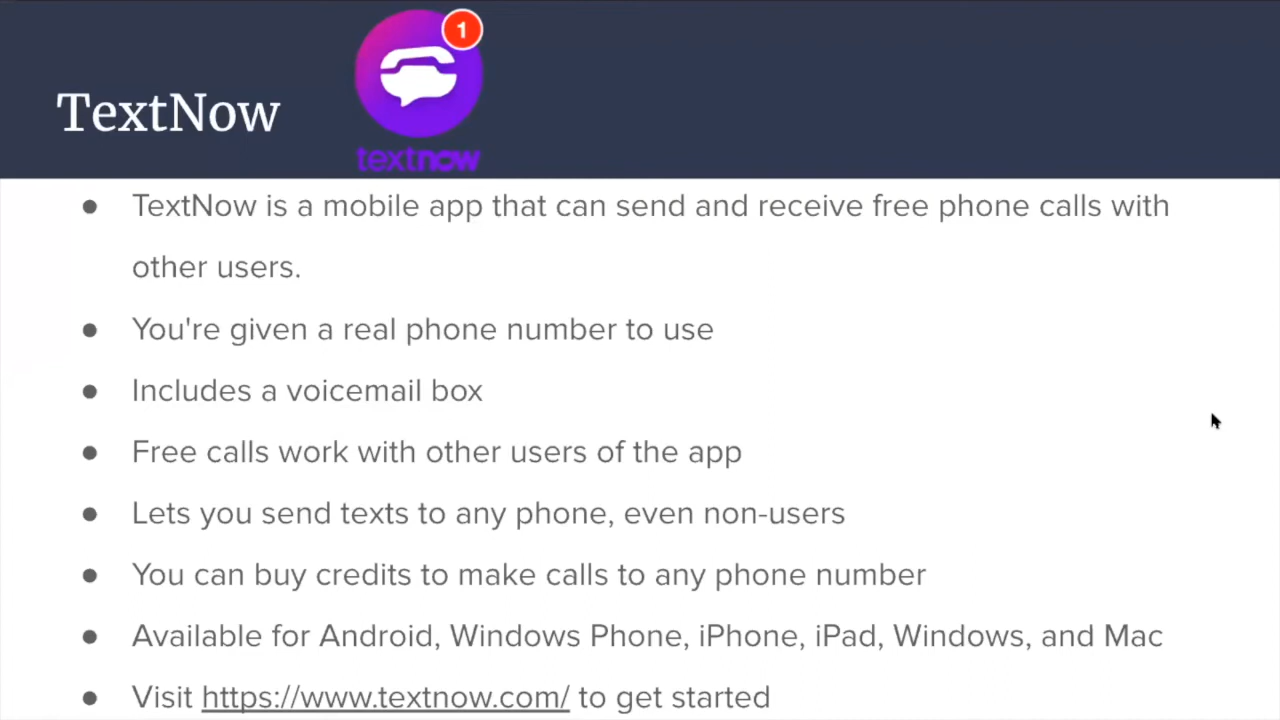 TextNow
1
textnow
● TextNow is a mobile app that can send and receive free phone calls with
other users.
● You're given a real phone number to use
● Includes a voicemail box
● Free calls work with other users of the app
● Lets you send texts to any phone, even non-users
● You can buy credits to make calls to any phone number
● Available for Android, Windows Phone, iPhone, iPad, Windows, and Mac
● Visit https://www.textnow.com/ to get started